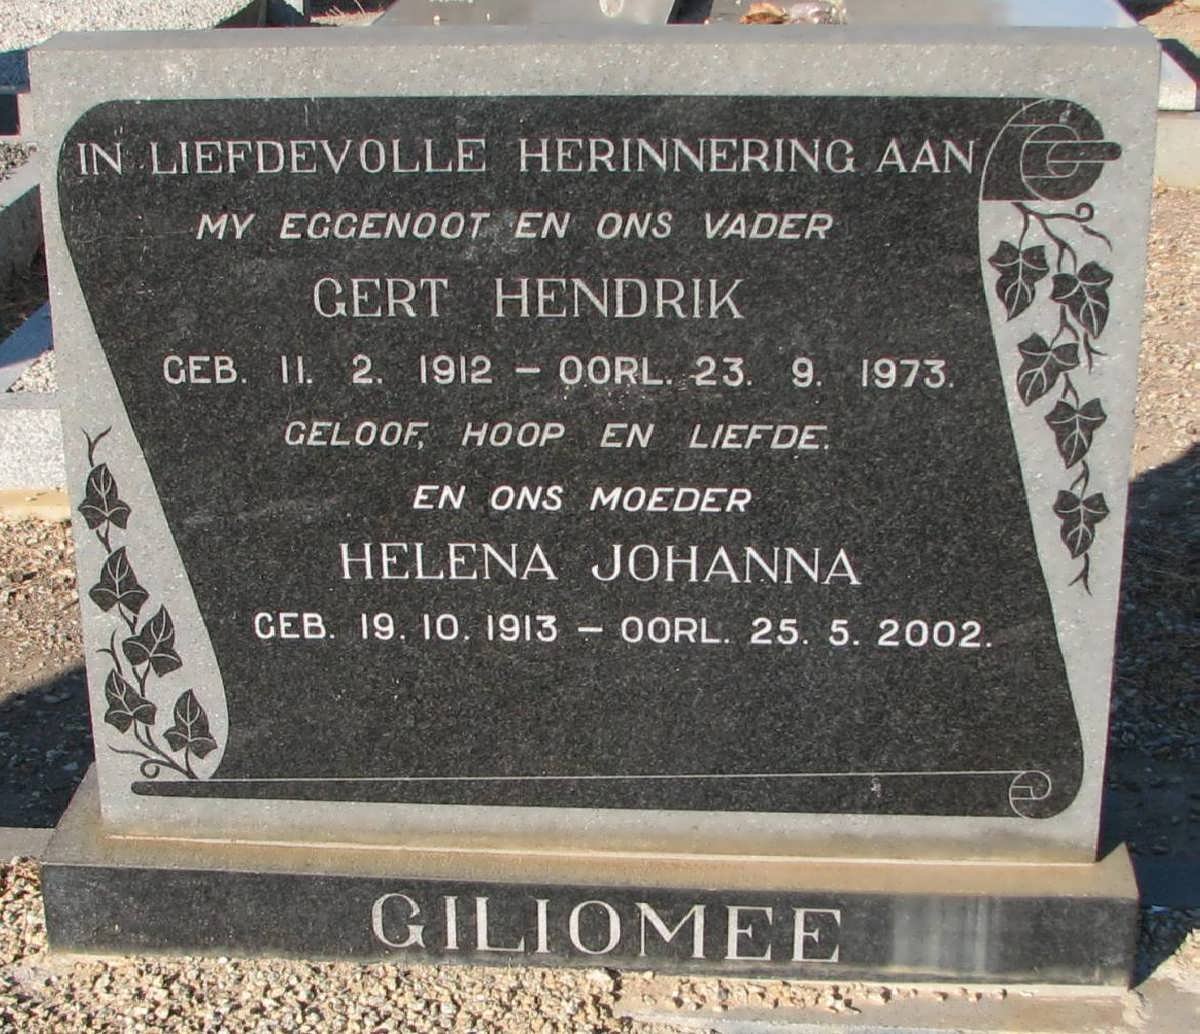 IN LIEFDEVOLLE HERINNERING AAN
MY EGGENOOT EN ONS VADER
GERT HENDRIK
GEB. 11. 2. 1912 – OORL. 23. 9. 1973.
GELOOF, HOOP EN LIEFDE.
EN ONS MOEDER
HELENA JOHANNA
GEB. 19. 10. 1913 – OORL. 25. 5. 2002.
GILIOMEE